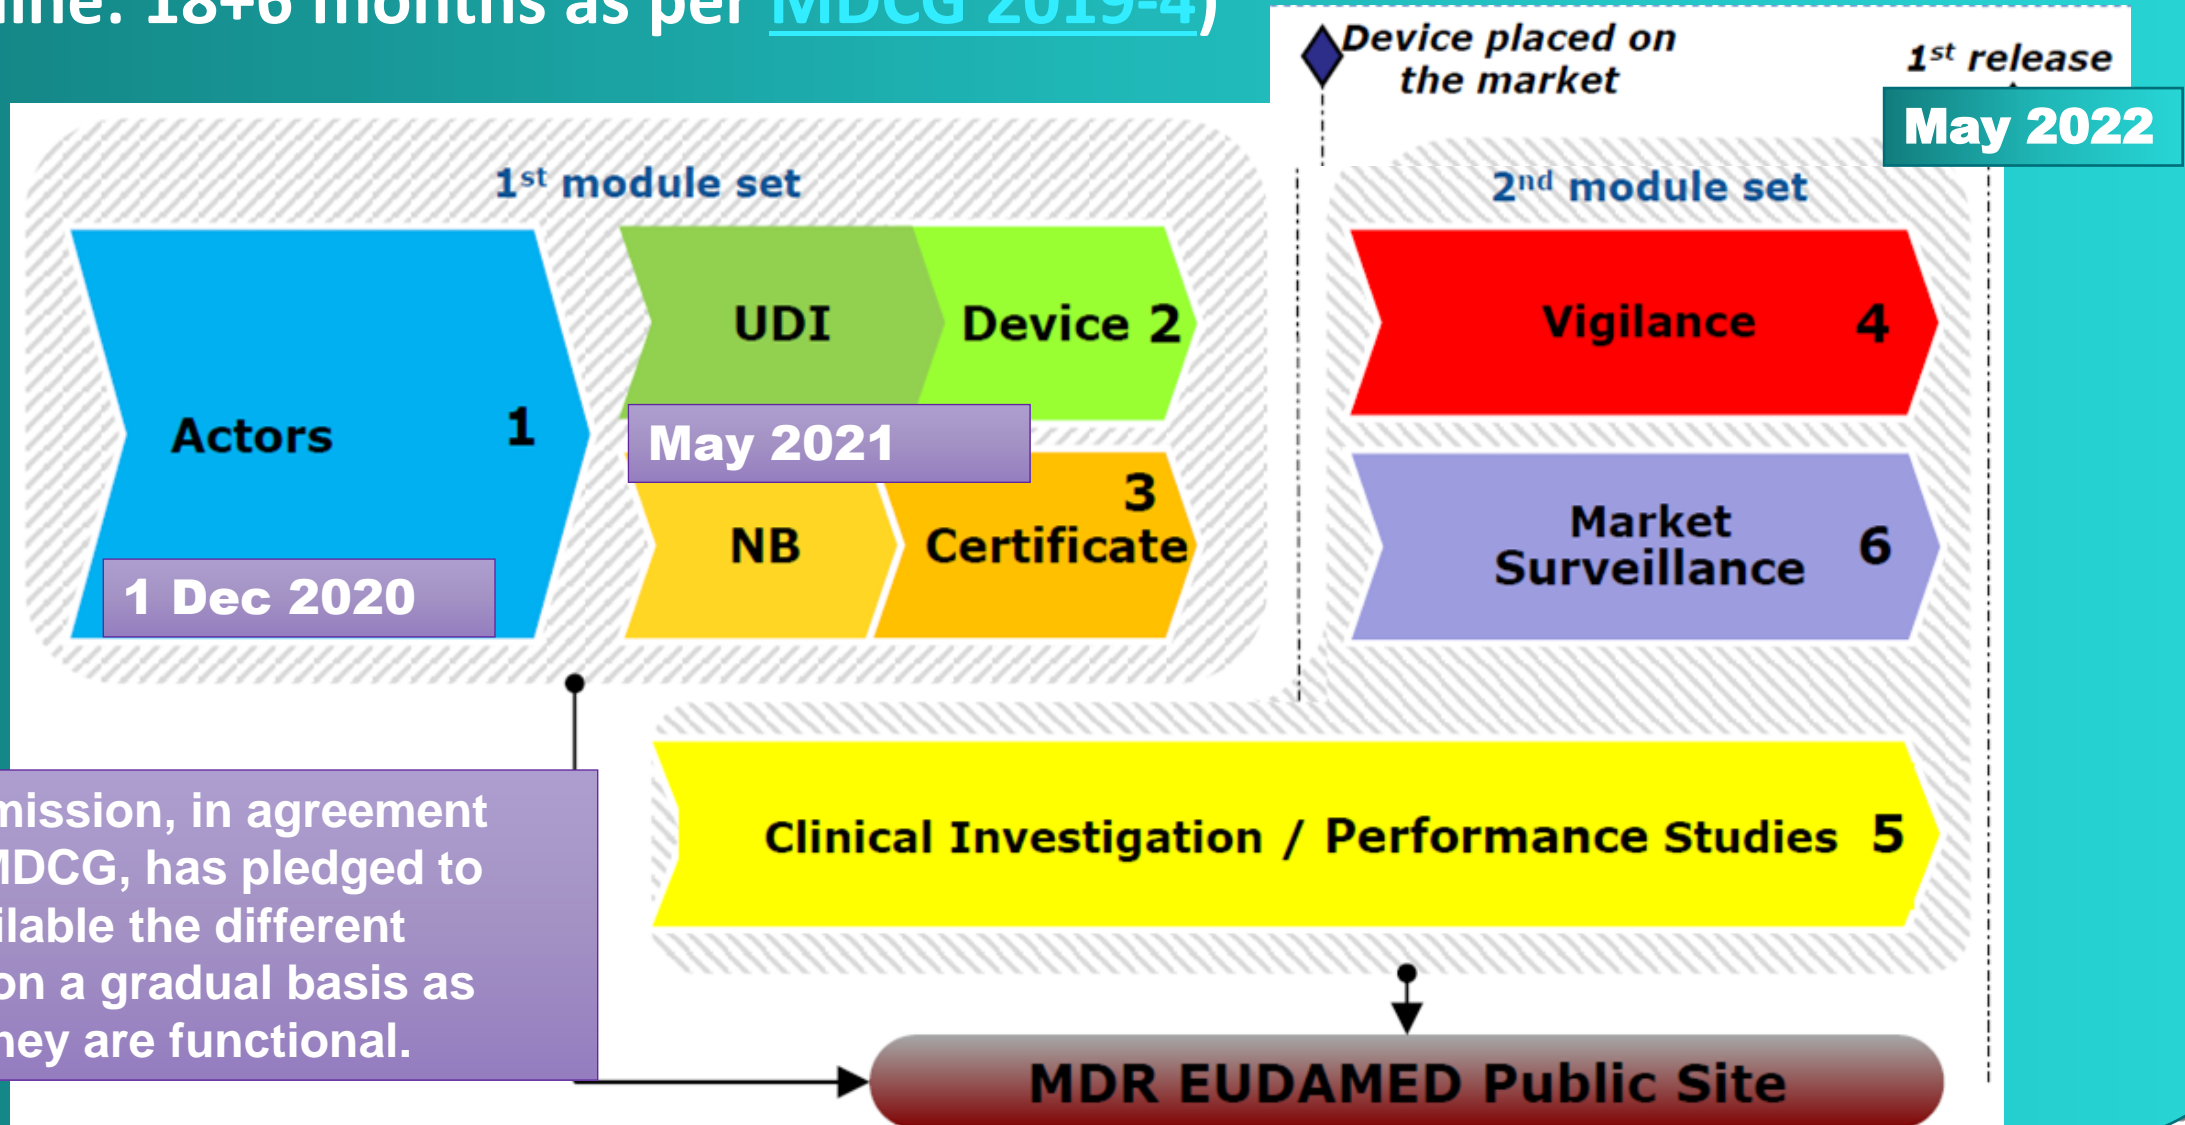 line: 18+6 months as per MDCG 2019-4)
Device placed on
the market
1st release
May 2022
1st module set
2nd module set
Actors 1
UDI
Device 2
Vigilance 4
May 2021
NB
3
Certificate
Market
Surveillance 6
1 Dec 2020
mission, in agreement
MDCG, has pledged to
ilable the different
on a gradual basis as
hey are functional.
Clinical Investigation / Performance Studies 5
MDR EUDAMED Public Site